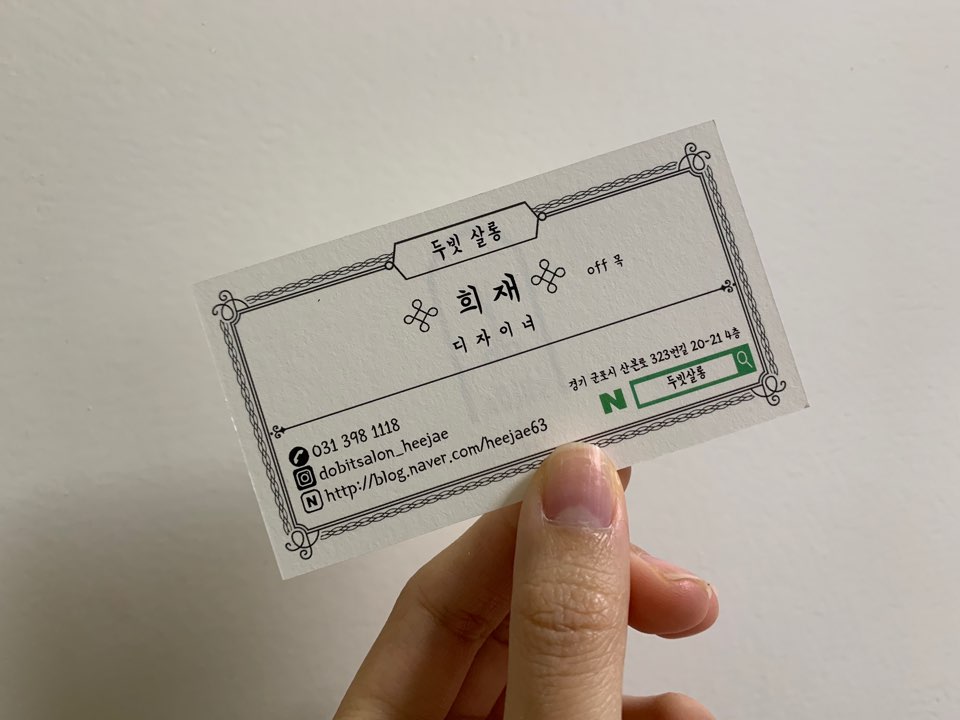 두빗 살롱
희재
off 목
디자이너
경기 군포시 산본로 323번길 20-21 4층
N 두빗살롱
031 398 1118
dobitsalon_heejae
N http://blog.naver.com/heejae63